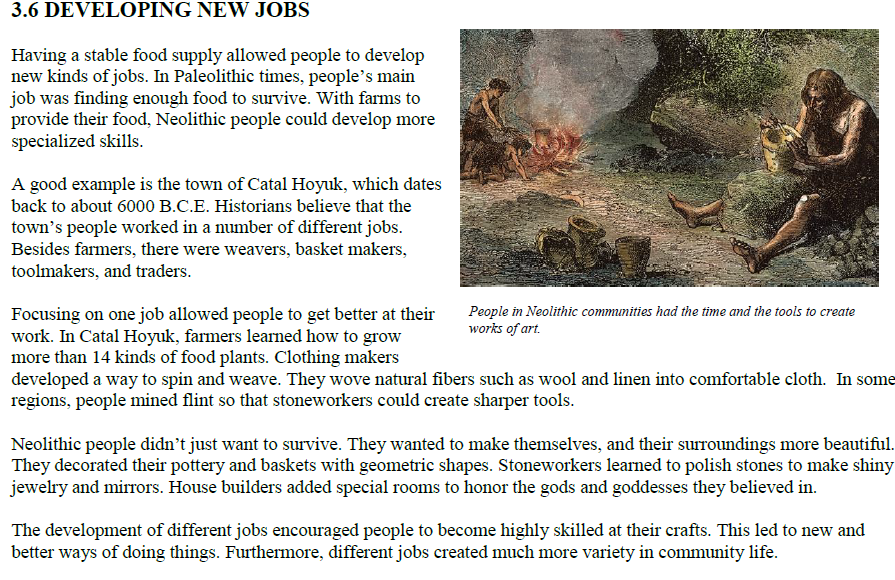 3.6 DEVELOPING NEW JOBS
Having a stable food supply allowed people to develop
new kinds of jobs. In Paleolithic times, people's main
job was finding enough food to survive. With farms to
provide their food, Neolithic people could develop more
specialized skills.
A good example is the town of Catal Hoyuk, which dates
back to about 6000 B.C.E. Historians believe that the
town's people worked in a number of different jobs.
Besides farmers, there were weavers, basket makers,
toolmakers, and traders.
Focusing on one job allowed people to get better at their
work. In Catal Hoyuk, farmers learned how to grow
more than 14 kinds of food plants. Clothing makers
developed a way to spin and weave. They wove natural fibers such as wool and linen into comfortable cloth. In some
regions, people mined flint so that stoneworkers could create sharper tools.
People in Neolithic communities had the time and the tools to create
works of art.
Neolithic people didn't just want to survive. They wanted to make themselves, and their surroundings more beautiful.
They decorated their pottery and baskets with geometric shapes. Stoneworkers learned to polish stones to make shiny
jewelry and mirrors. House builders added special rooms to honor the gods and goddesses they believed in.
The development of different jobs encouraged people to become highly skilled at their crafts. This led to new and
better ways of doing things. Furthermore, different jobs created much more variety in community life.